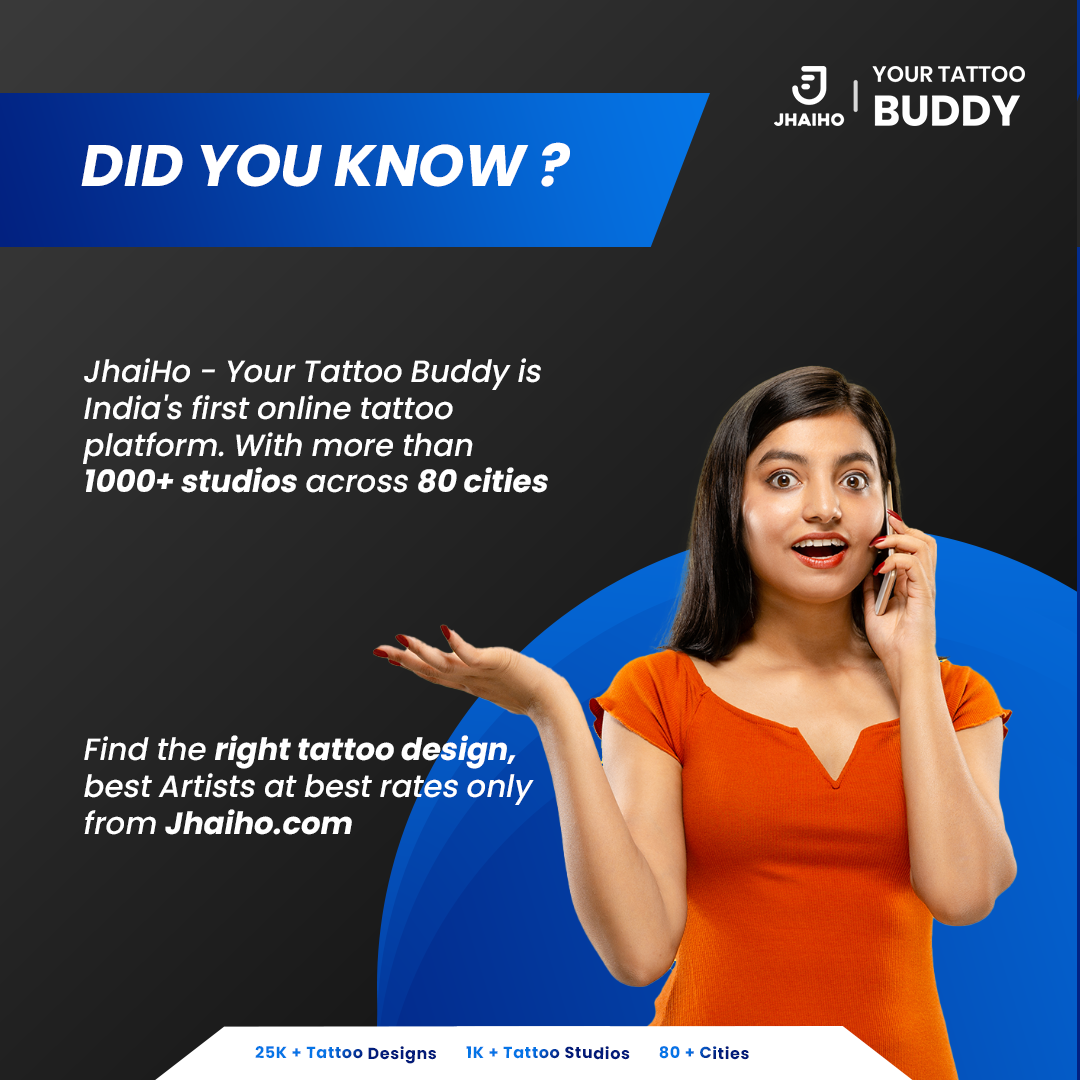 JHAIHO
YOUR TATTOO
BUDDY
DID YOU KNOW ?
JhaiHo - Your Tattoo Buddy is
India's first online tattoo
platform. With more than
1000+ studios across 80 cities
Find the right tattoo design,
best Artists at best rates only
from Jhaiho.com
25K + Tattoo Designs 1K + Tattoo Studios 80 + Cities